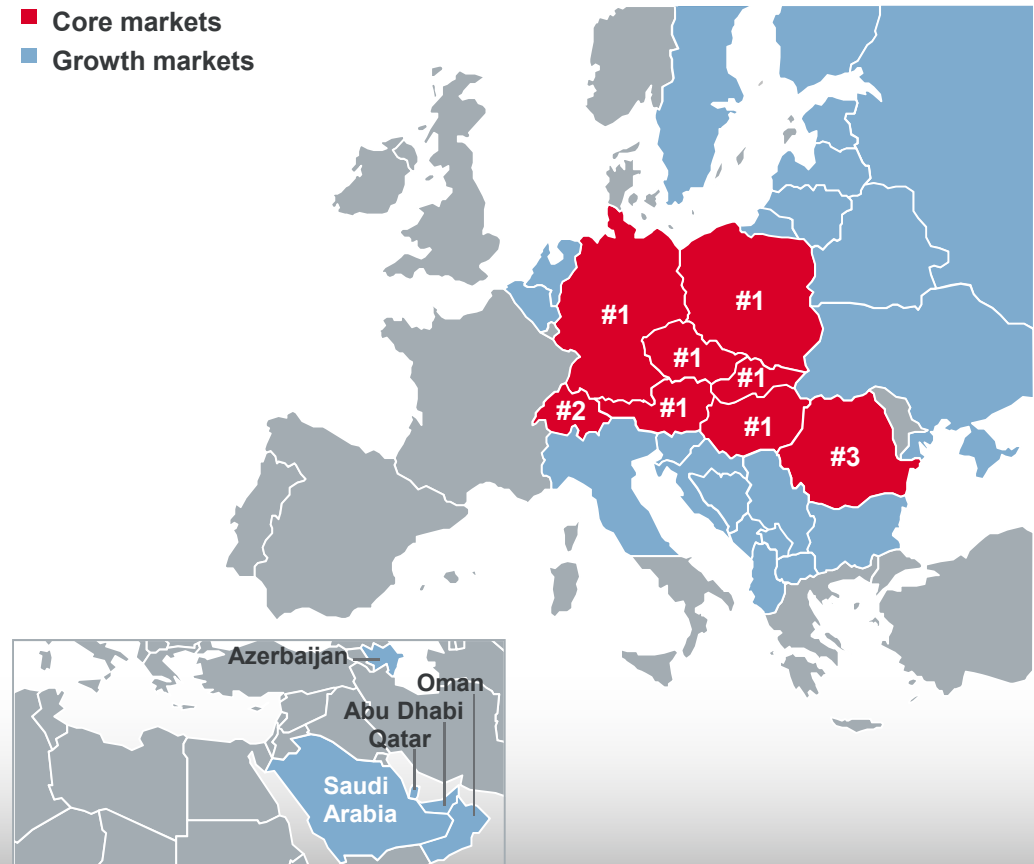 Core markets
Growth markets
#1
#1
#1
#1
#2
#1
#1
#3
Azerbaijan
Oman
Abu Dhabi
Qatar
Saudi
Arabia